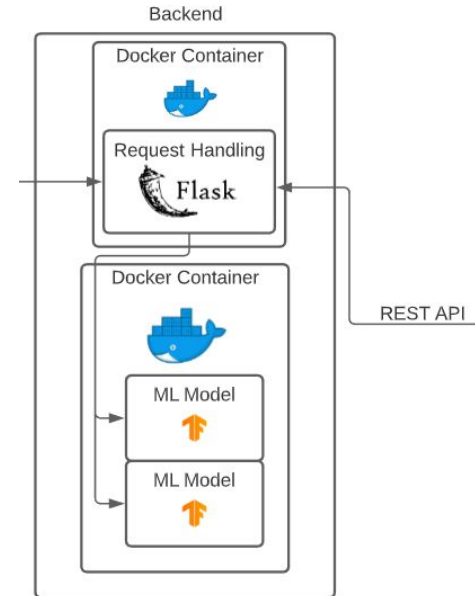 Backend
Docker Container
Request Handling
Flask
Docker Container
REST API
ML Model
ML Model